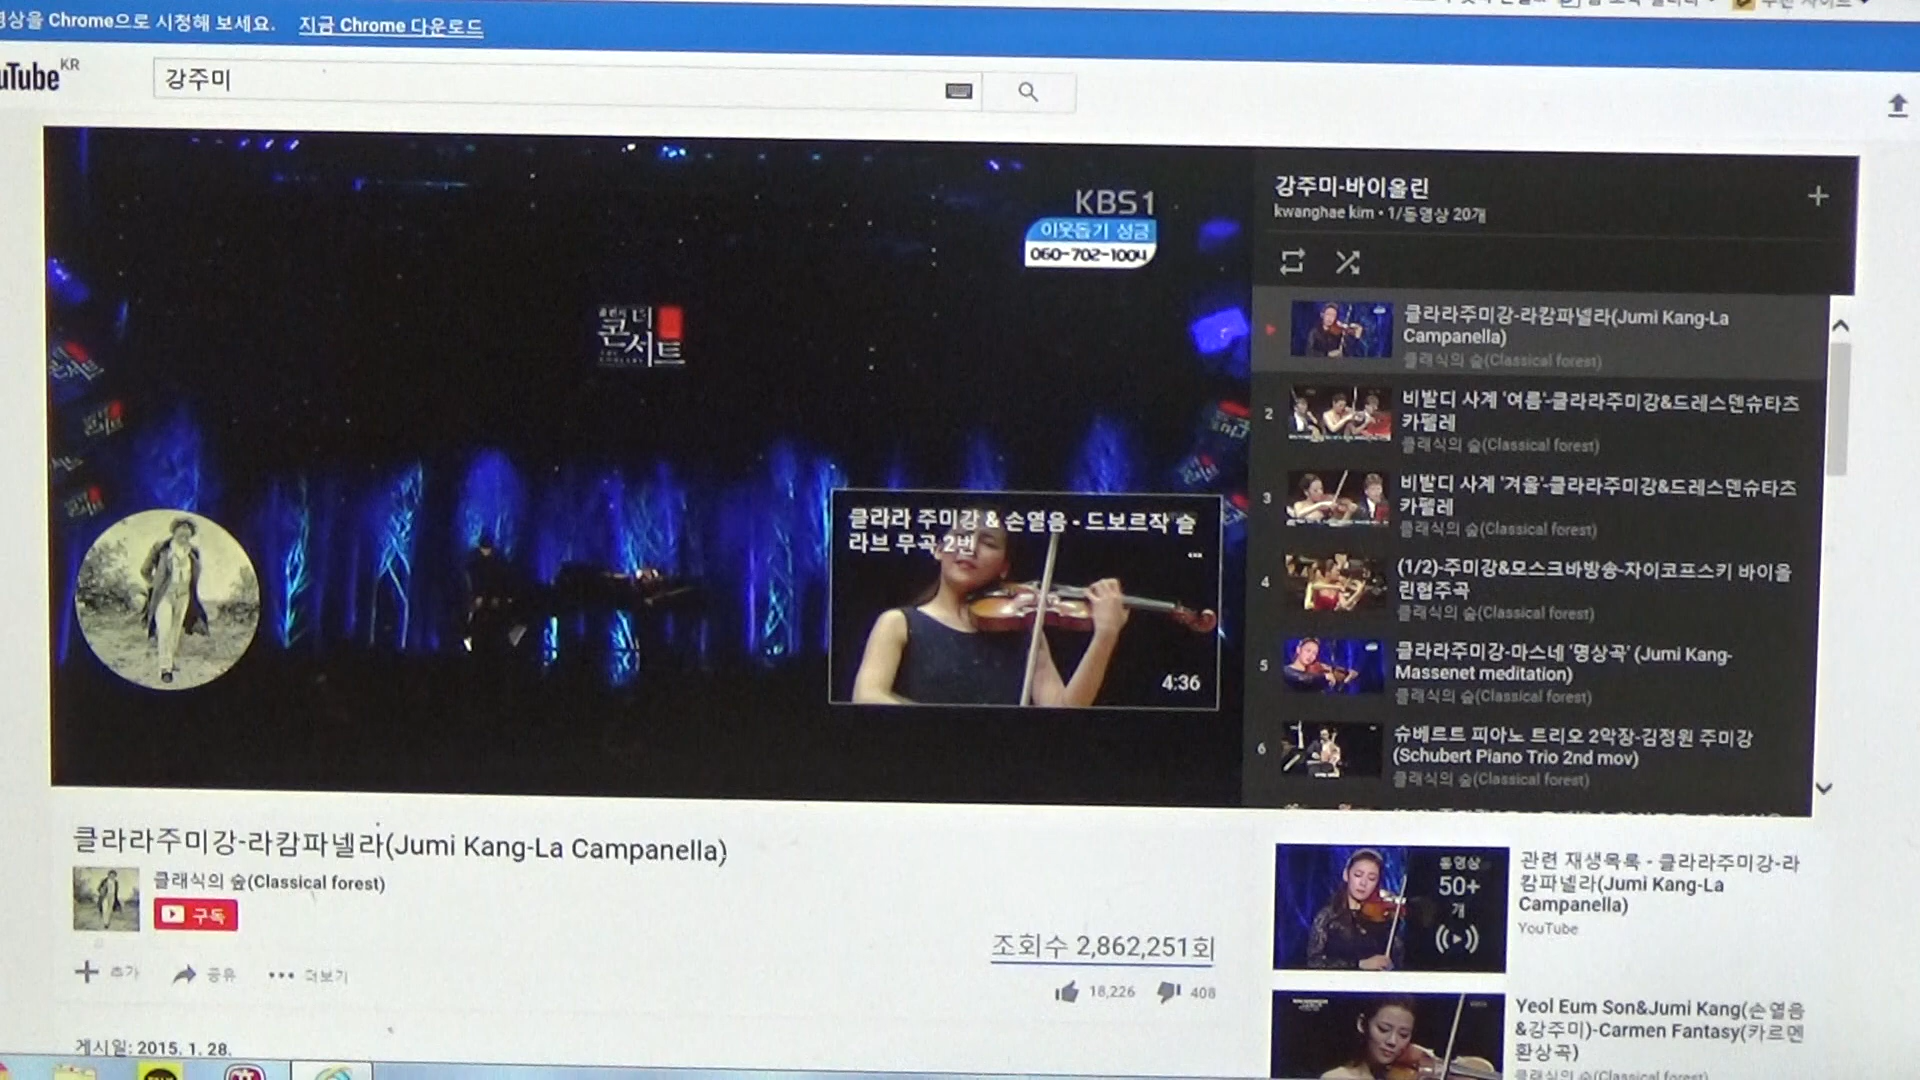 영상을 Chrome으로 시청해 보세요. 지금 Chrome 다운로드
uTube KR
강주미
KBS1
이웃돕기 성금
060-702-1004
더
콘서트
클라라 주미강 & 손열음 - 드보르작 슬
라브 무곡 2번
4:36
강주미-바이올린
kwanghae kim • 1/동영상 20개
클라라주미강-라캄파넬라(Jumi Kang-La
Campanella)
클래식의 숲(Classical forest)
2
비발디 사계 '여름'-클라라주미강&드레스덴슈타츠
카펠레
클래식의 숲(Classical forest)
3
비발디 사계 '겨울'-클라라주미강&드레스덴슈타츠
카펠레
클래식의 숲(Classical forest)
4
(1/2)-주미강&모스크바방송-차이코프스키 바이올
린협주곡
클래식의 숲(Classical forest)
5
클라라주미강-마스네 '명상곡' (Jumi Kang-
Massenet meditation)
클래식의 숲(Classical forest)
6
슈베르트 피아노 트리오 2악장-김정원 주미강
(Schubert Piano Trio 2nd mov)
클래식의 숲(Classical forest)
클라라주미강-라캄파넬라(Jumi Kang-La Campanella)
클래식의 숲(Classical forest)
구독
조회수 2,862,251회
추가 공유 ••• 더보기
18,226 408
게시일: 2015. 1. 28.
동영상
50+
개
관련 재생목록 - 클라라주미강-라
캄파넬라(Jumi Kang-La
Campanella)
YouTube
Yeol Eum Son&Jumi Kang(손열음
&강주미)-Carmen Fantasy(카르멘
환상곡)
클래식의 숲(Classical forest)